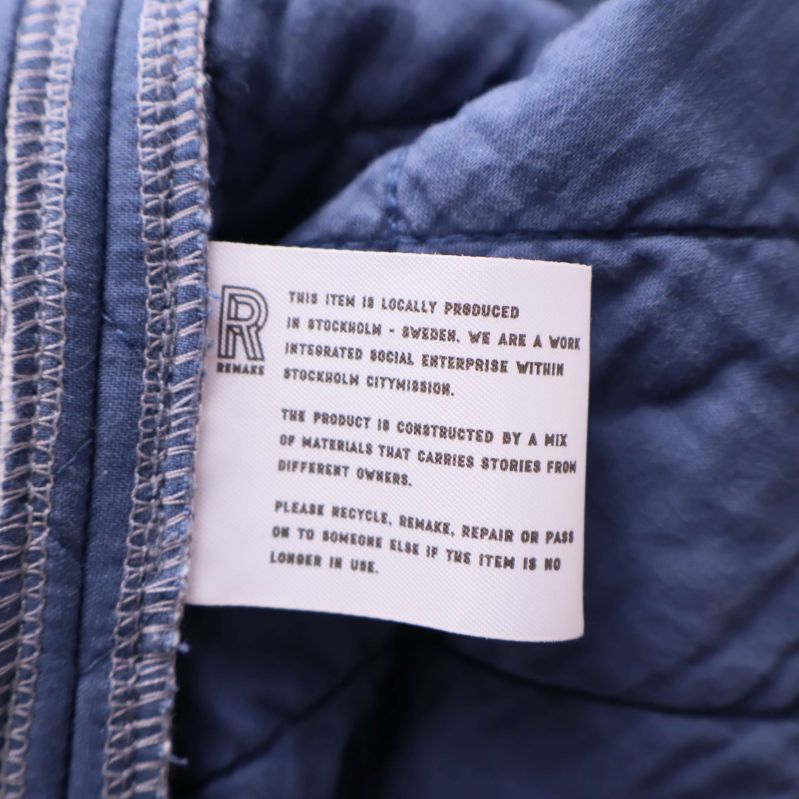 R
REMAKE
THIS ITEM IS LOCALLY PRODUCED
IN STOCKHOLM - SWEDEN. WE ARE A WORK
INTEGRATED SOCIAL ENTERPRISE WITHIN
STOCKHOLM CITYMISSION.
THE PRODUCT IS CONSTRUCTED BY A MIX
OF MATERIALS THAT CARRIES STORIES FROM
DIFFERENT OWNERS.
PLEASE RECYCLE, REMAKE, REPAIR OR PASS
ON TO SOMEONE ELSE IF THE ITEM IS NO
LONGER IN USE.